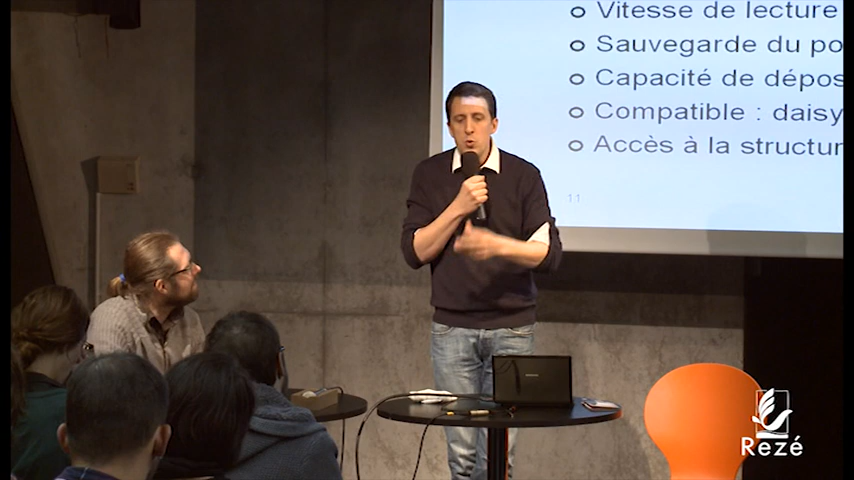 o Vitesse de lecture
o Sauvegarde du po
o Capacité de dépos
o Compatible : daisy
o Accès à la structur
11
Rezé